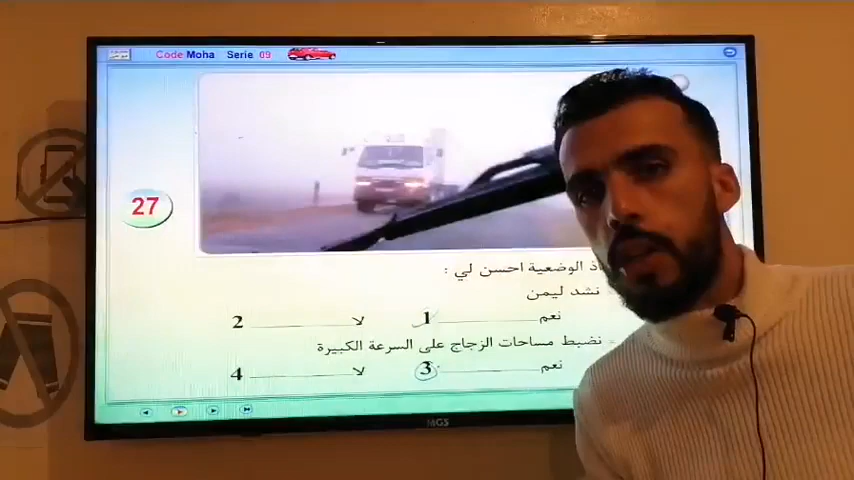 Code Moha Serie 09
27
الوضعية احسن لي :
نشد ليمن
نعم 1 لا 2
نضبط مساحات الزجاج على السرعة الكبيرة
نعم 3 لا 4
MGS